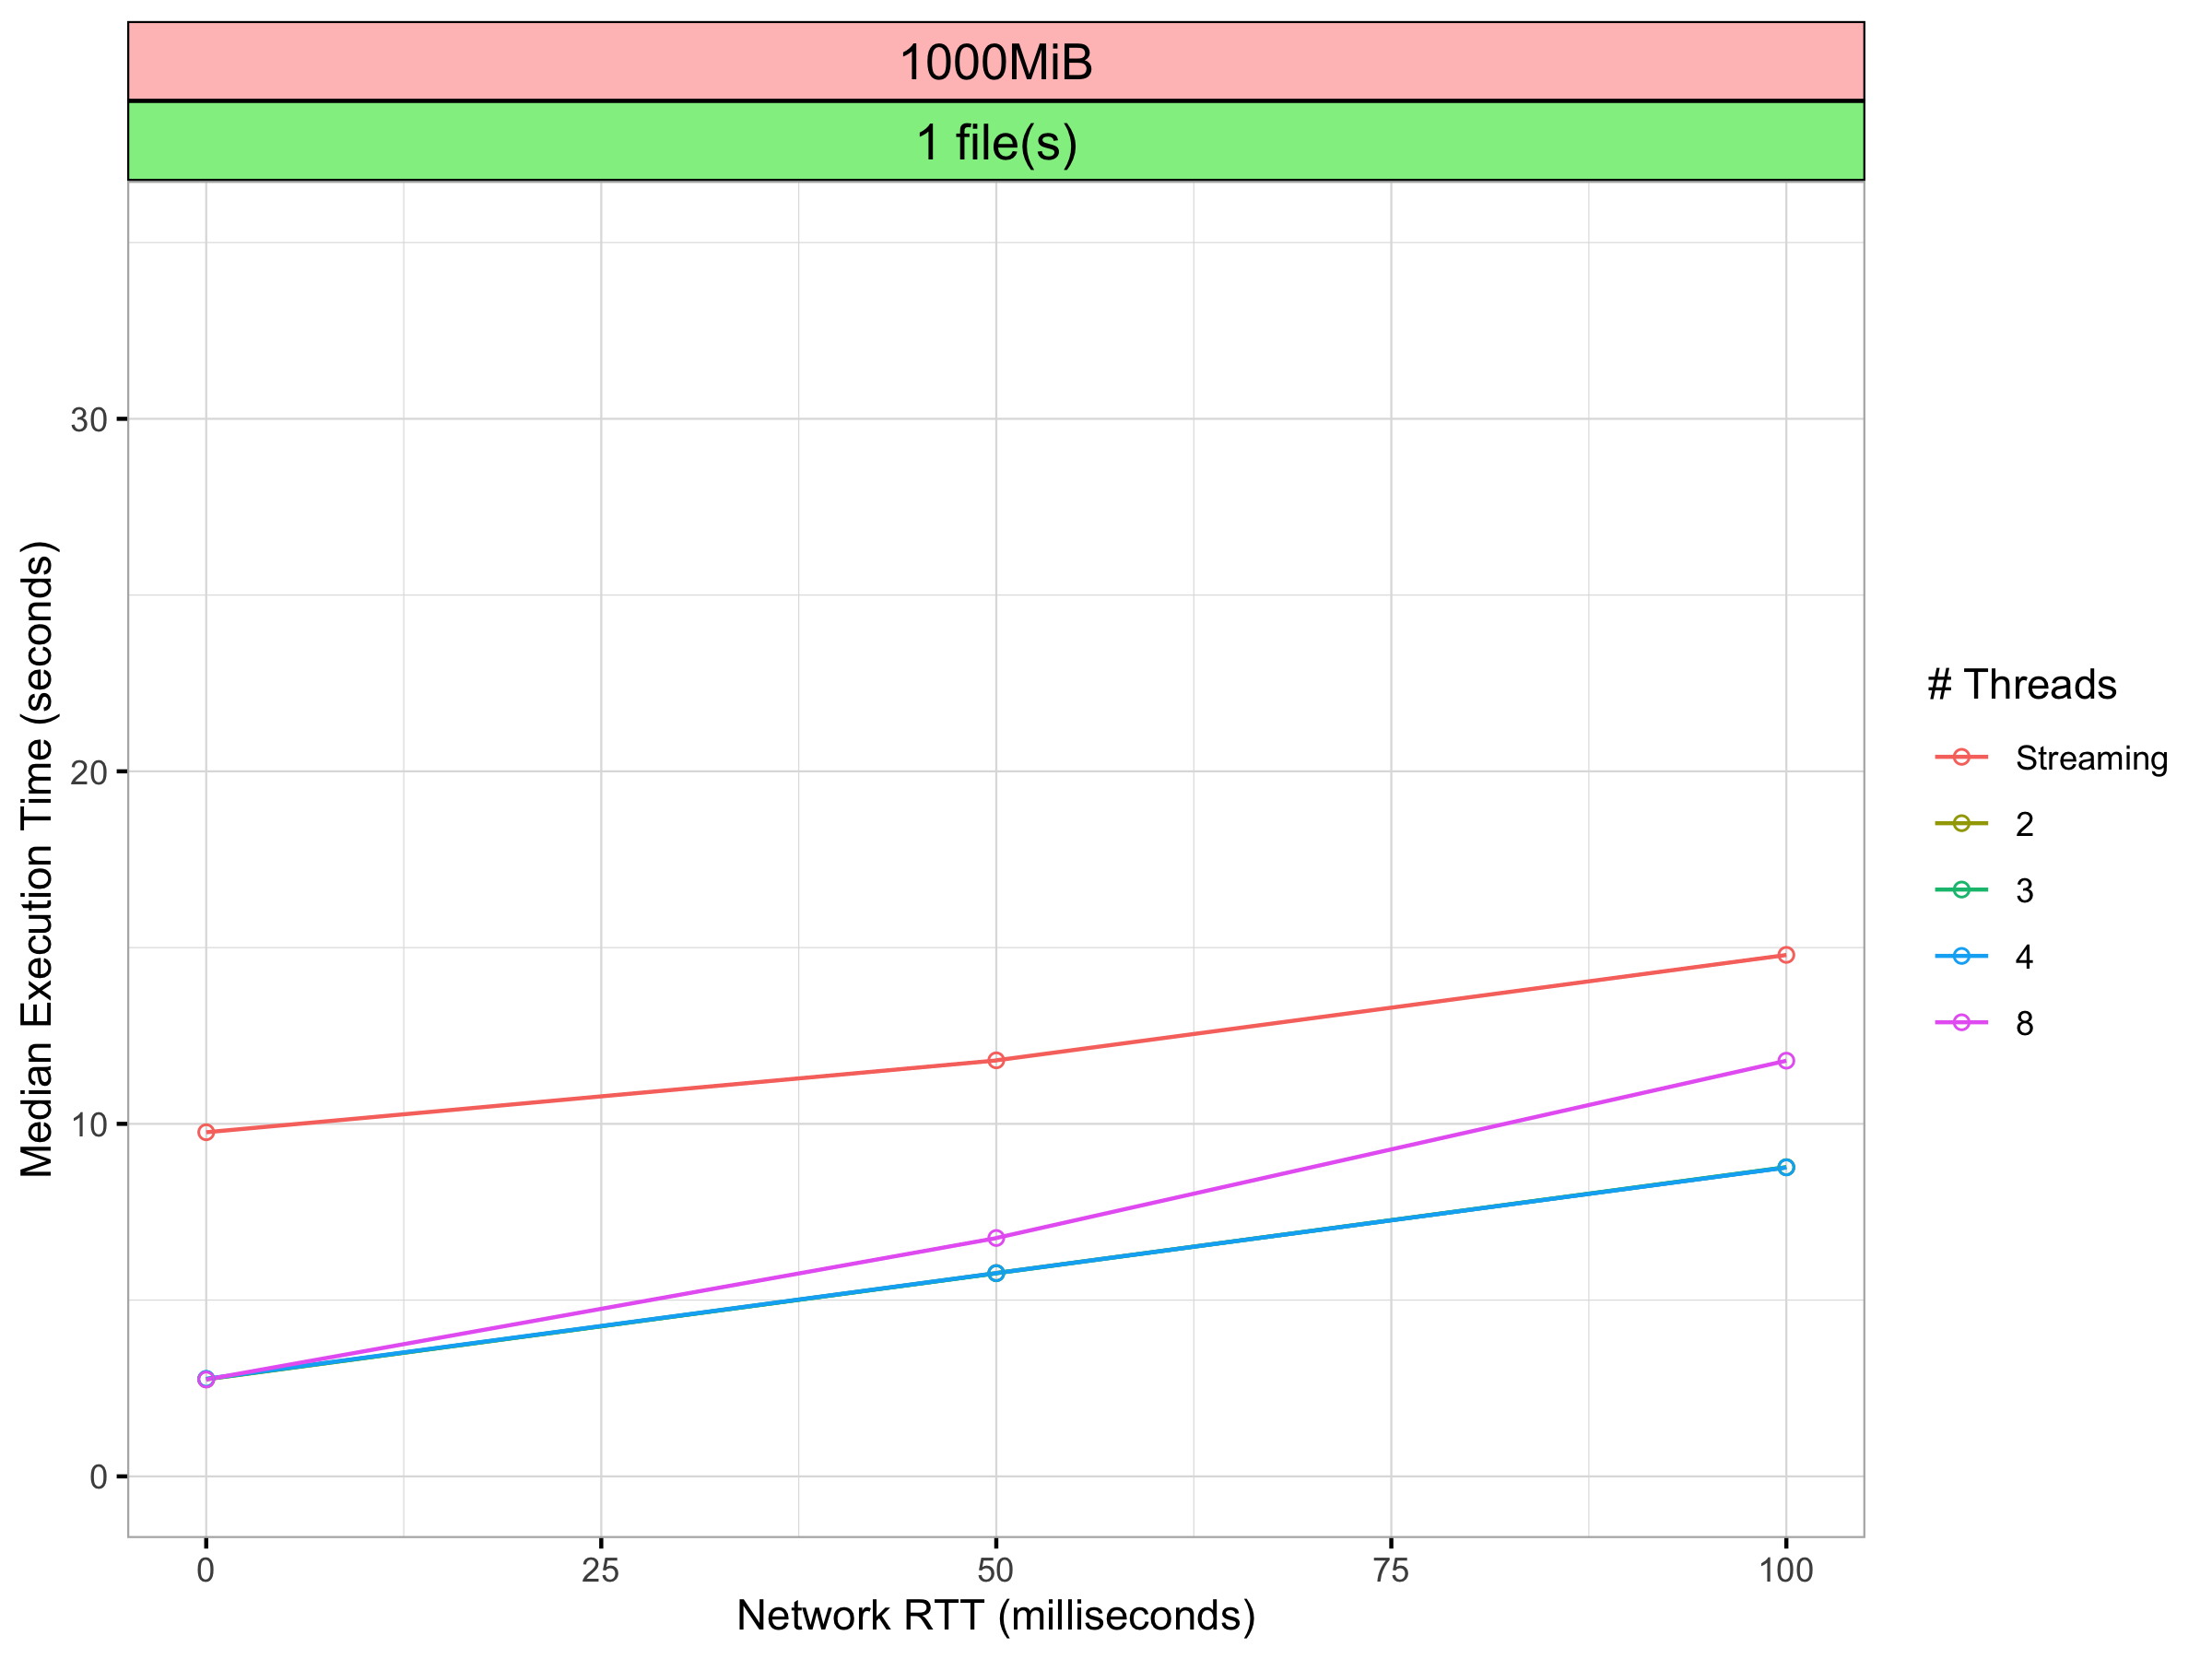 1000MiB
1 file(s)
Median Execution Time (seconds)
30
20
10
0
0
25
50
75
100
Network RTT (milliseconds)
# Threads
Streaming
2
3
4
8